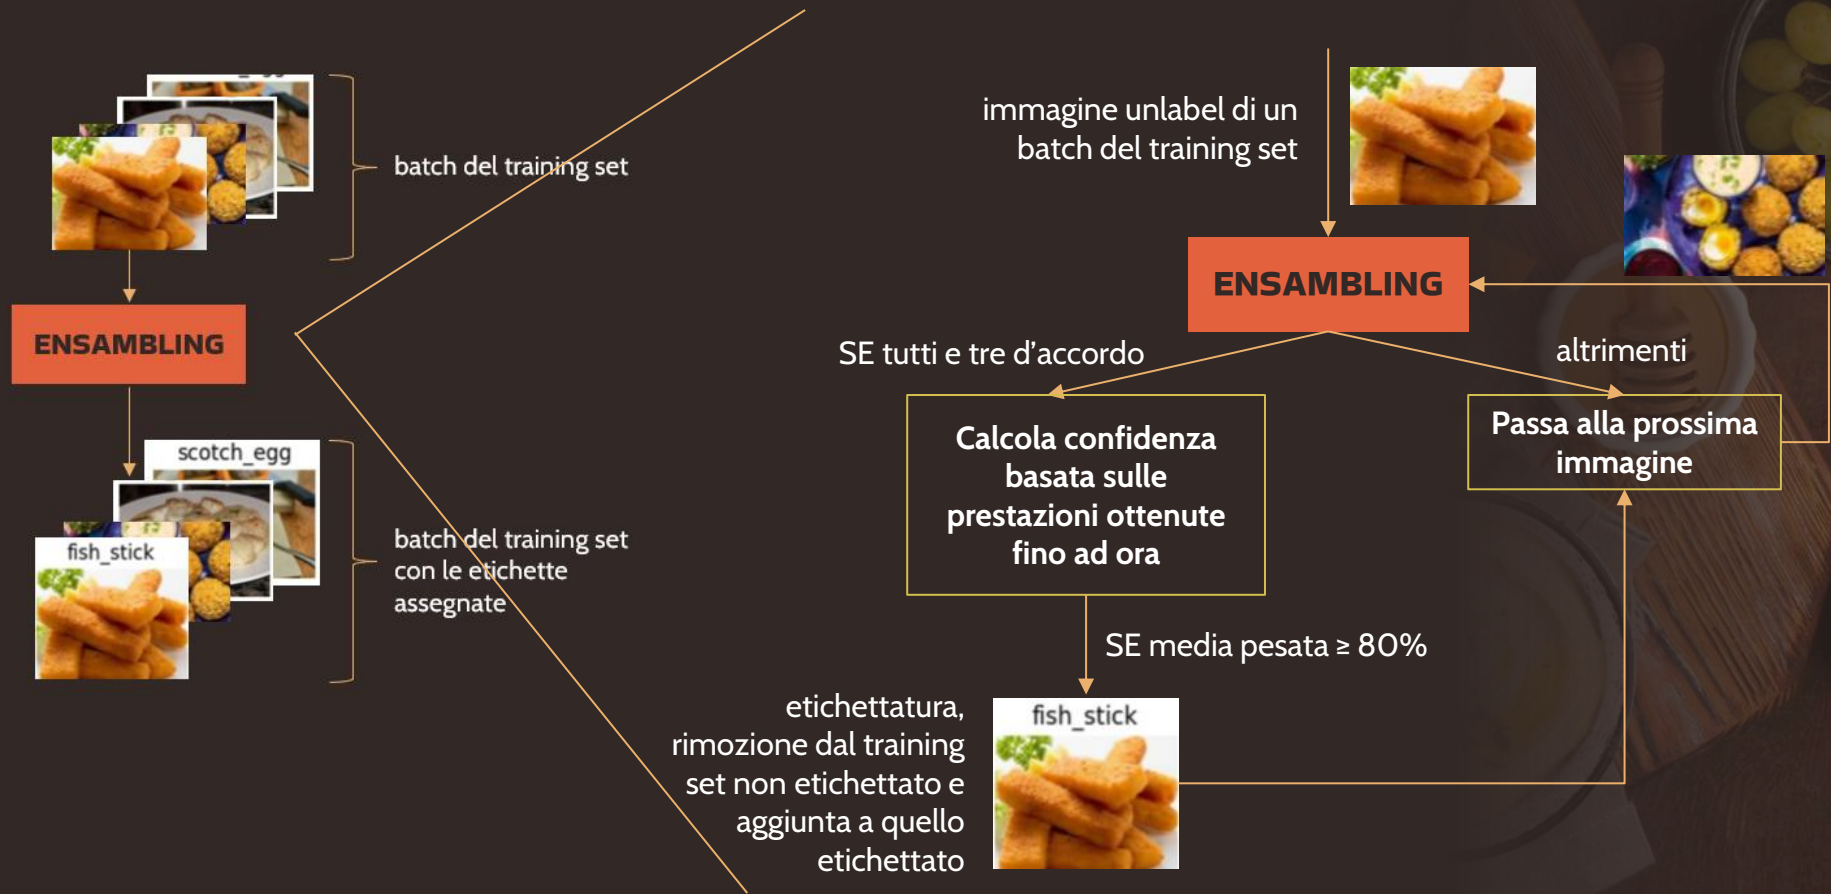 batch del training set
ENSAMBLING
scotch_egg
fish_stick
batch del training set
con le etichette
assegnate
immagine unlabel di un
batch del training set
ENSAMBLING
SE tutti e tre d'accordo
altrimenti
Calcola confidenza
basata sulle
prestazioni ottenute
fino ad ora
Passa alla prossima
immagine
SE media pesata ≥ 80%
etichettatura,
rimozione dal training
set non etichettato e
aggiunta a quello
etichettato
fish_stick